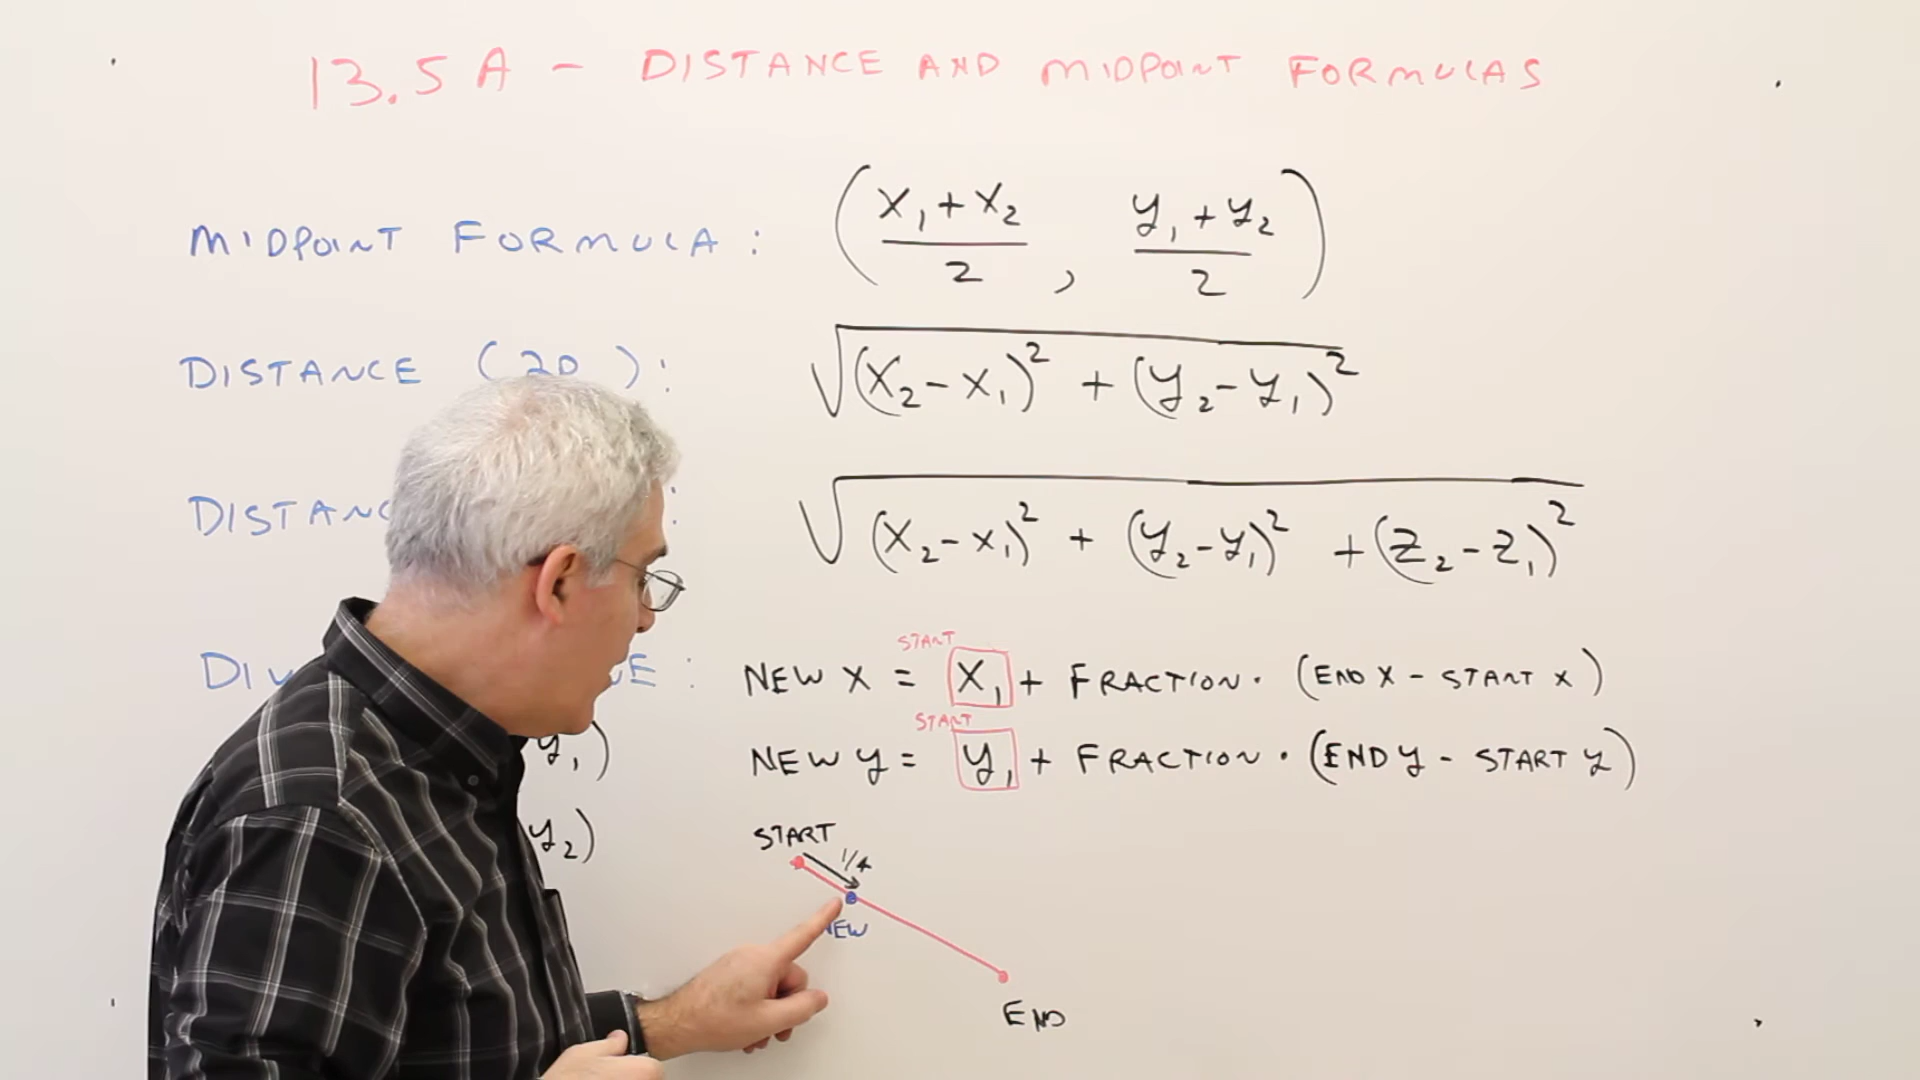 13.5A - DISTANCE AND MIDPOINT FORMULAS
MIDPOINT FORMULA: ( (x₁+x₂)/2 , (y₁+y₂)/2 )
DISTANCE (2D): √((x₂-x₁)² + (y₂-y₁)²)
: √((x₂-x₁)² + (y₂-y₁)² + (z₂-z₁)²)
START
: NEW X = X₁ + FRACTION · (END X - START X)
START
y₁) NEW Y = y₁ + FRACTION · (END Y - START Y)
y₂)
START
1/4
NEW
END